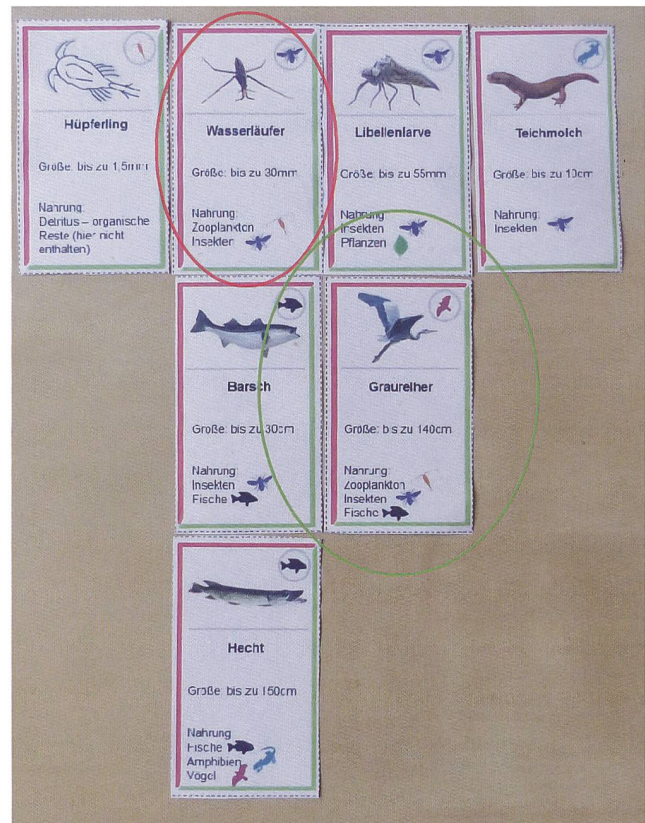 Hüpferling
Größe: bis zu 1,5mm
Nahrung:
Detritus – organische
Reste (hier nicht
enthalten)
Wasserläufer
Größe: bis zu 30mm
Nahrung:
Zooplankton
Insekten
Libellenlarve
Größe: bis zu 55mm
Nahrung:
Insekten
Pflanzen
Teichmolch
Größe: bis zu 10cm
Nahrung:
Insekten
Barsch
Größe: bis zu 30cm
Nahrung:
Insekten
Fische
Graureiher
Größe: bis zu 140cm
Nahrung:
Zooplankton
Insekten
Fische
Hecht
Größe: bis zu 150cm
Nahrung
Fische
Amphibien
Vögel